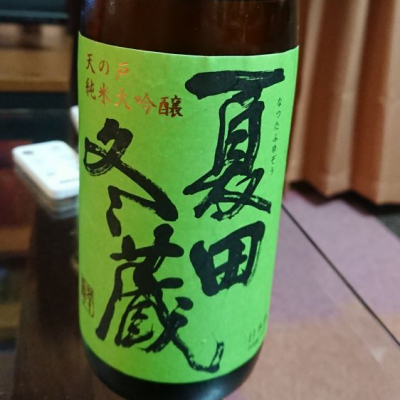 天の戸
純米大吟醸
夏田
冬蔵
なつたふゆぞう